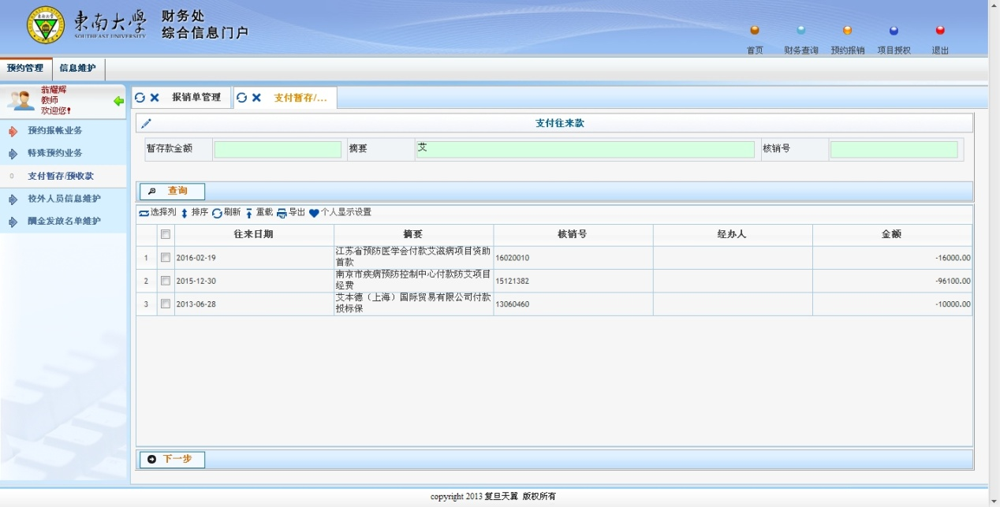 東南大學
SOUTHEAST UNIVERSITY
财务处
综合信息门户
首页 财务查询 预约报销 项目授权 退出
预约管理 信息维护
翁耀辉
教师
欢迎您!
预约报帐业务
特殊预约业务
支付暂存/预收款
校外人员信息维护
酬金发放名单维护
报销单管理 支付暂存/...
支付往来款
暂存款金额 摘要 艾 核销号
查询
选择列 排序 刷新 重载 导出 个人显示设置
往来日期 摘要 核销号 经办人 金额
1 2016-02-19 江苏省预防医学会付款艾滋病项目资助
首款 16020010 -16000.00
2 2015-12-30 南京市疾病预防控制中心付款防艾项目
经费 15121382 -96100.00
3 2013-06-28 艾本德（上海）国际贸易有限公司付款
投标保 13060460 -10000.00
下一步
copyright 2013 复旦天翼 版权所有